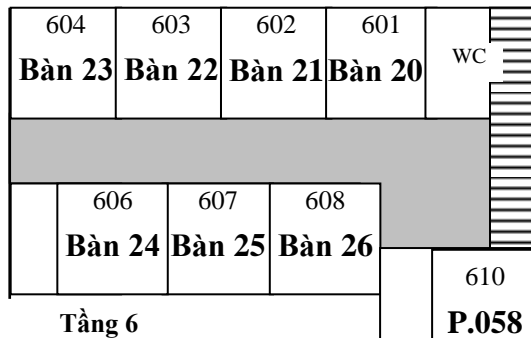 604
Bàn 23
603
Bàn 22
602
Bàn 21
601
Bàn 20
WC
606
Bàn 24
607
Bàn 25
608
Bàn 26
610
P.058
Tầng 6